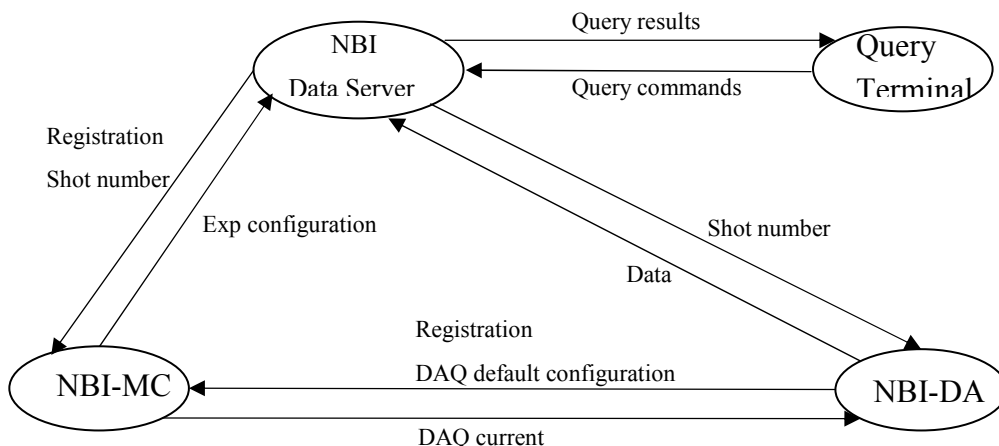 Query results
NBI
Data Server
Query
Terminal
Query commands
Registration
Shot number
Exp configuration
Shot number
Data
Registration
DAQ default configuration
NBI-MC
NBI-DA
DAQ current